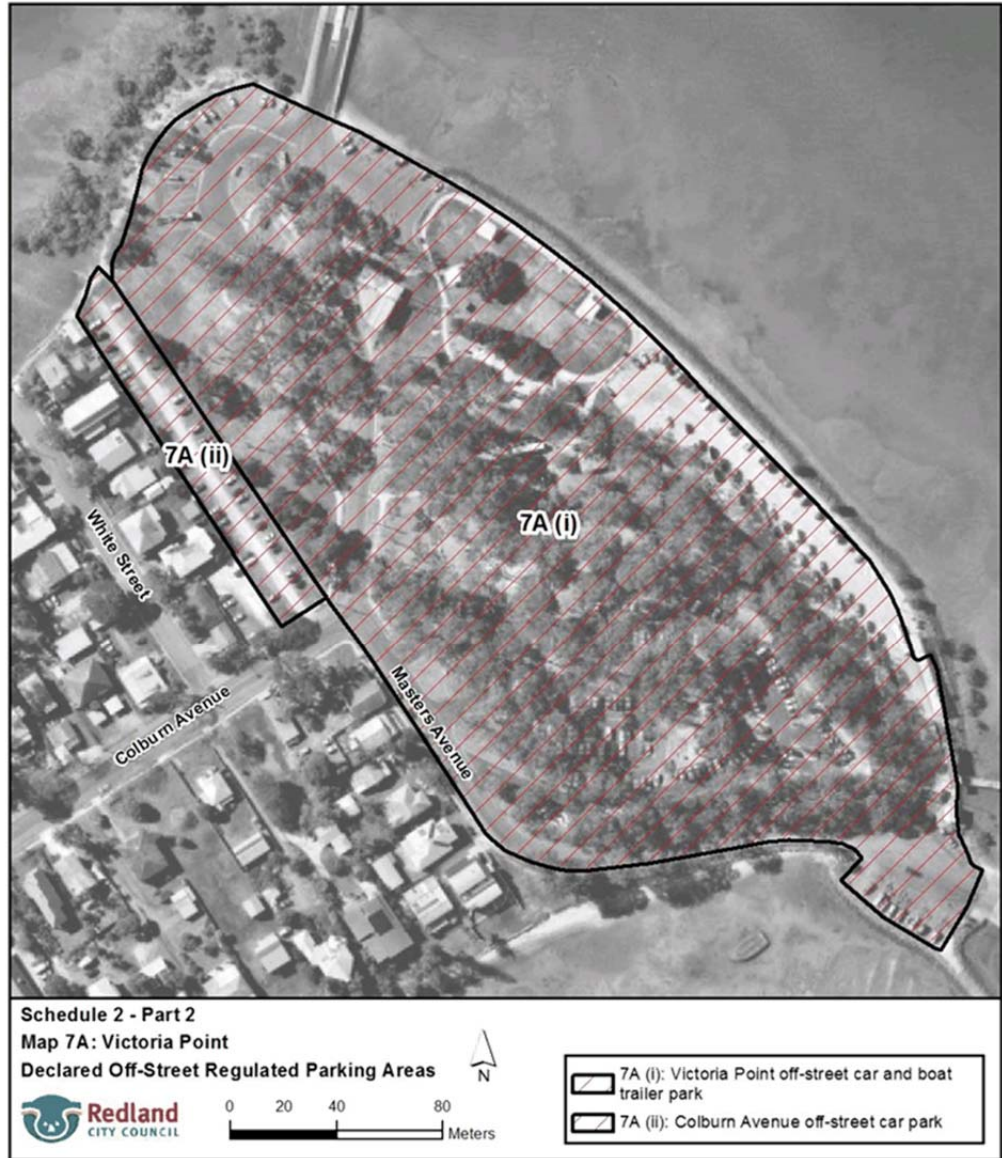 7A (ii)
7A (i)
White Street
Colburn Avenue
Masters Avenue
Schedule 2 - Part 2
Map 7A: Victoria Point
Declared Off-Street Regulated Parking Areas
N
Redland
CITY COUNCIL
0 20 40 80
Meters
7A (i): Victoria Point off-street car and boat
trailer park
7A (ii): Colburn Avenue off-street car park